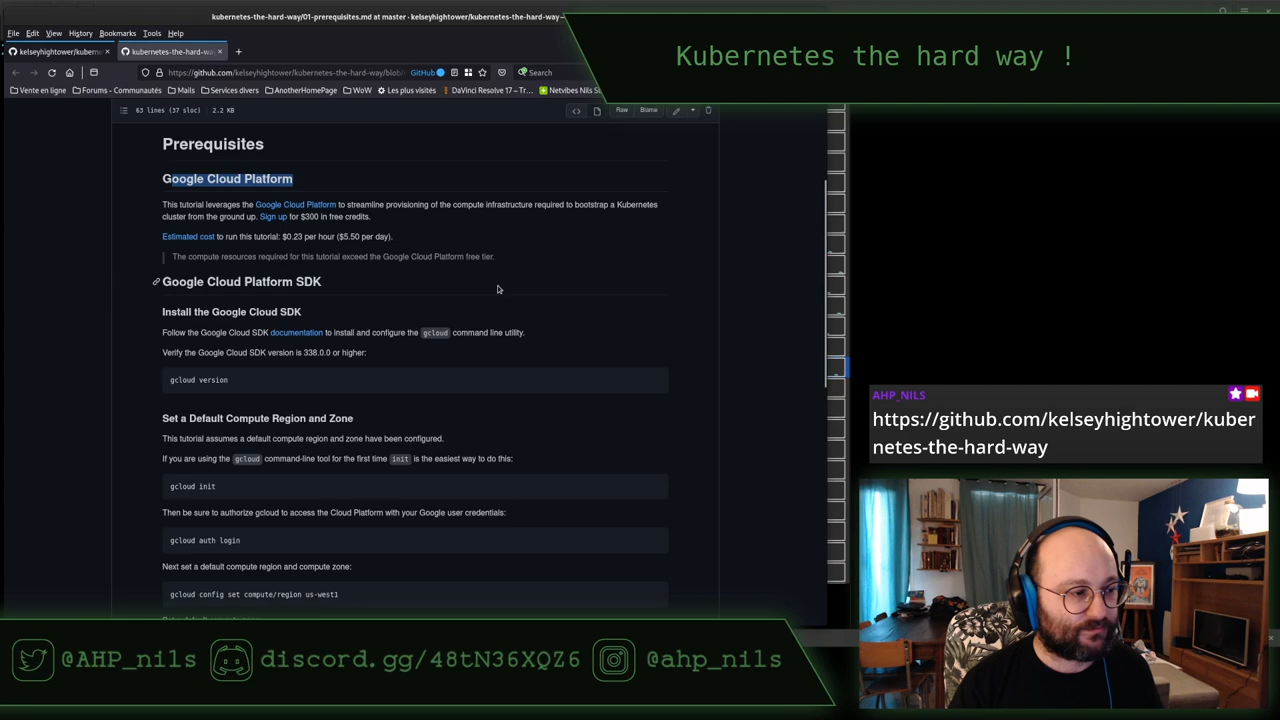 kubernetes-the-hard-way/01-prerequisites.md at master · kelseyhightower/kubernetes-the-hard-way —
Kubernetes the hard way !
File Edit View History Bookmarks Tools Help
kelseyhightower/kuberne
kubernetes-the-hard-way
https://github.com/kelseyhightower/kubernetes-the-hard-way/blob/
GitHub
Search
Vente en ligne
Forums - Communautés
Mails
Services divers
AnotherHomePage
WoW
Les plus visités
DaVinci Resolve 17 – Tr…
Netvibes Nils
63 lines (37 sloc) 2.2 KB
Raw
Blame
Prerequisites
Google Cloud Platform
This tutorial leverages the Google Cloud Platform to streamline provisioning of the compute infrastructure required to bootstrap a Kubernetes
cluster from the ground up. Sign up for $300 in free credits.
Estimated cost to run this tutorial: $0.23 per hour ($5.50 per day).
The compute resources required for this tutorial exceed the Google Cloud Platform free tier.
Google Cloud Platform SDK
Install the Google Cloud SDK
Follow the Google Cloud SDK documentation to install and configure the gcloud command line utility.
Verify the Google Cloud SDK version is 338.0.0 or higher:
gcloud version
Set a Default Compute Region and Zone
This tutorial assumes a default compute region and zone have been configured.
If you are using the gcloud command-line tool for the first time init is the easiest way to do this:
gcloud init
Then be sure to authorize gcloud to access the Cloud Platform with your Google user credentials:
gcloud auth login
Next set a default compute region and compute zone:
gcloud config set compute/region us-west1
AHP_NILS
https://github.com/kelseyhightower/kuber
netes-the-hard-way
@AHP_nils
discord.gg/48tN36XQZ6
@ahp_nils